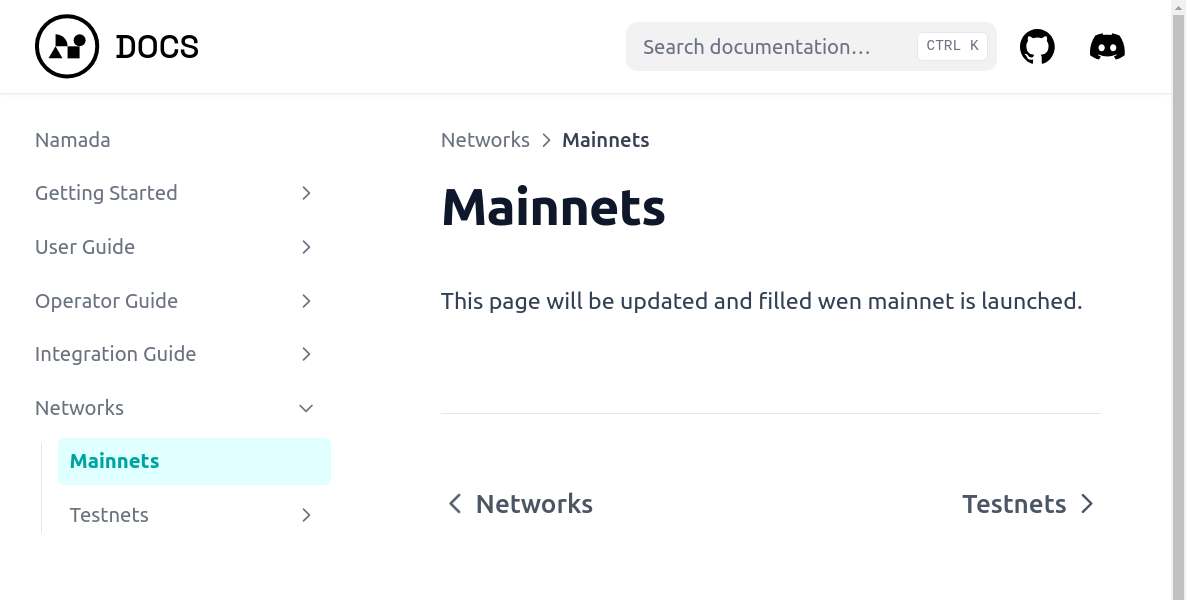 DOCS
Search documentation…
CTRL K
Namada
Getting Started
User Guide
Operator Guide
Integration Guide
Networks
Mainnets
Testnets
Networks
Mainnets
Mainnets
This page will be updated and filled wen mainnet is launched.
Networks
Testnets